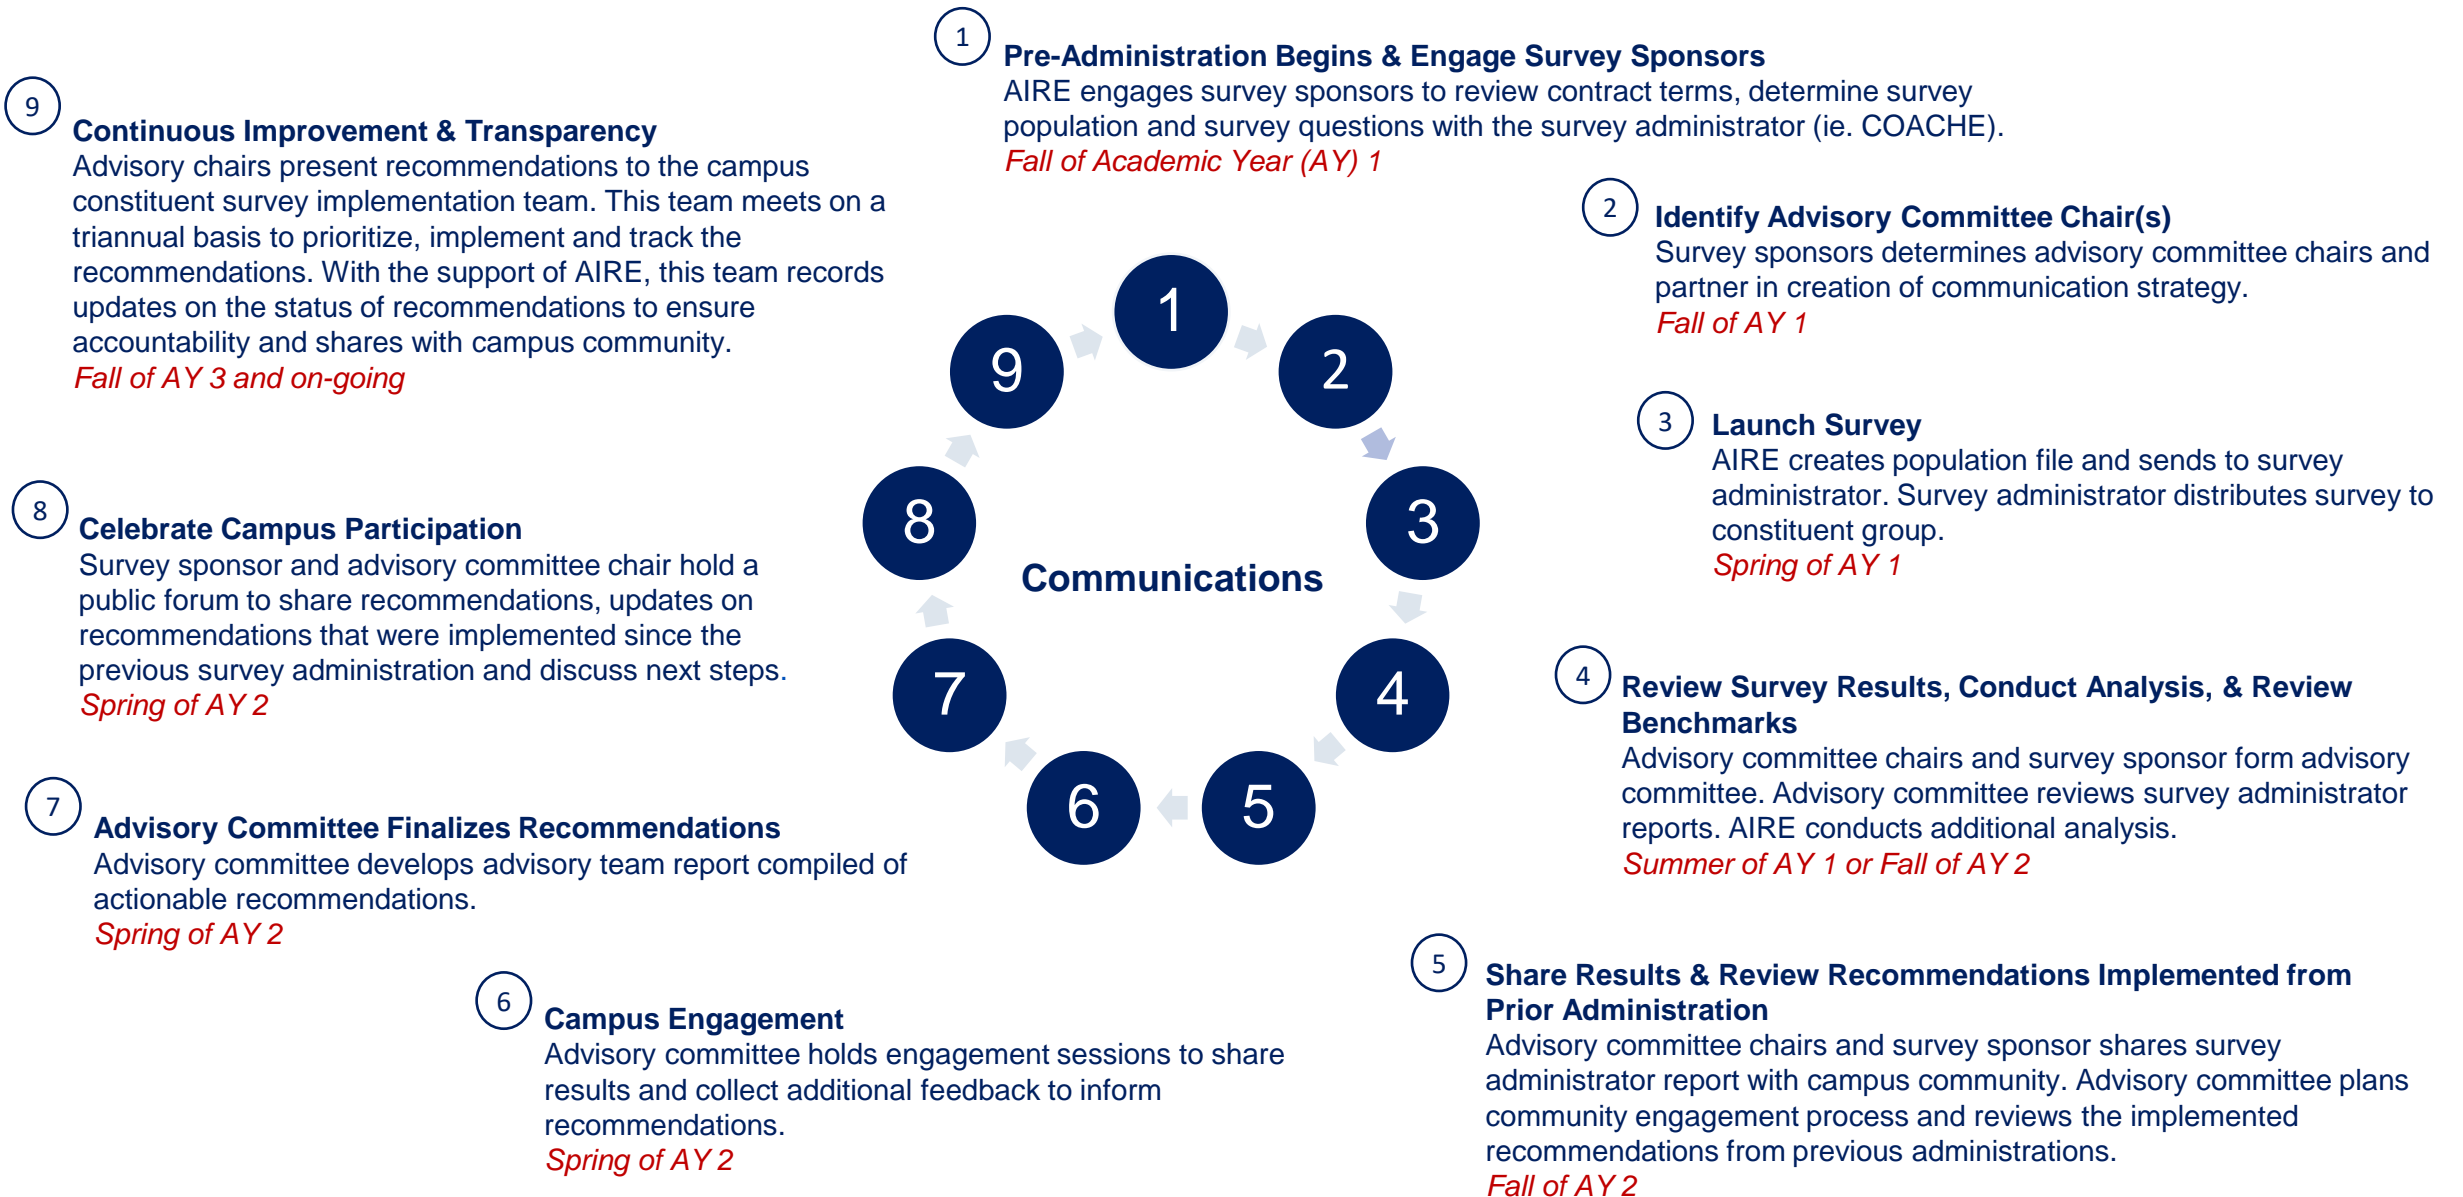 1
Pre-Administration Begins & Engage Survey Sponsors
AIRE engages survey sponsors to review contract terms, determine survey
population and survey questions with the survey administrator (ie. COACHE).
Fall of Academic Year (AY) 1
2
Identify Advisory Committee Chair(s)
Survey sponsors determines advisory committee chairs and
partner in creation of communication strategy.
Fall of AY 1
3
Launch Survey
AIRE creates population file and sends to survey
administrator. Survey administrator distributes survey to
constituent group.
Spring of AY 1
4
Review Survey Results, Conduct Analysis, & Review
Benchmarks
Advisory committee chairs and survey sponsor form advisory
committee. Advisory committee reviews survey administrator
reports. AIRE conducts additional analysis.
Summer of AY 1 or Fall of AY 2
5
Share Results & Review Recommendations Implemented from
Prior Administration
Advisory committee chairs and survey sponsor shares survey
administrator report with campus community. Advisory committee plans
community engagement process and reviews the implemented
recommendations from previous administrations.
Fall of AY 2
6
Campus Engagement
Advisory committee holds engagement sessions to share
results and collect additional feedback to inform
recommendations.
Spring of AY 2
7
Advisory Committee Finalizes Recommendations
Advisory committee develops advisory team report compiled of
actionable recommendations.
Spring of AY 2
8
Celebrate Campus Participation
Survey sponsor and advisory committee chair hold a
public forum to share recommendations, updates on
recommendations that were implemented since the
previous survey administration and discuss next steps.
Spring of AY 2
9
Continuous Improvement & Transparency
Advisory chairs present recommendations to the campus
constituent survey implementation team. This team meets on a
triannual basis to prioritize, implement and track the
recommendations. With the support of AIRE, this team records
updates on the status of recommendations to ensure
accountability and shares with campus community.
Fall of AY 3 and on-going
1
2
3
4
5
6
7
8
9
Communications